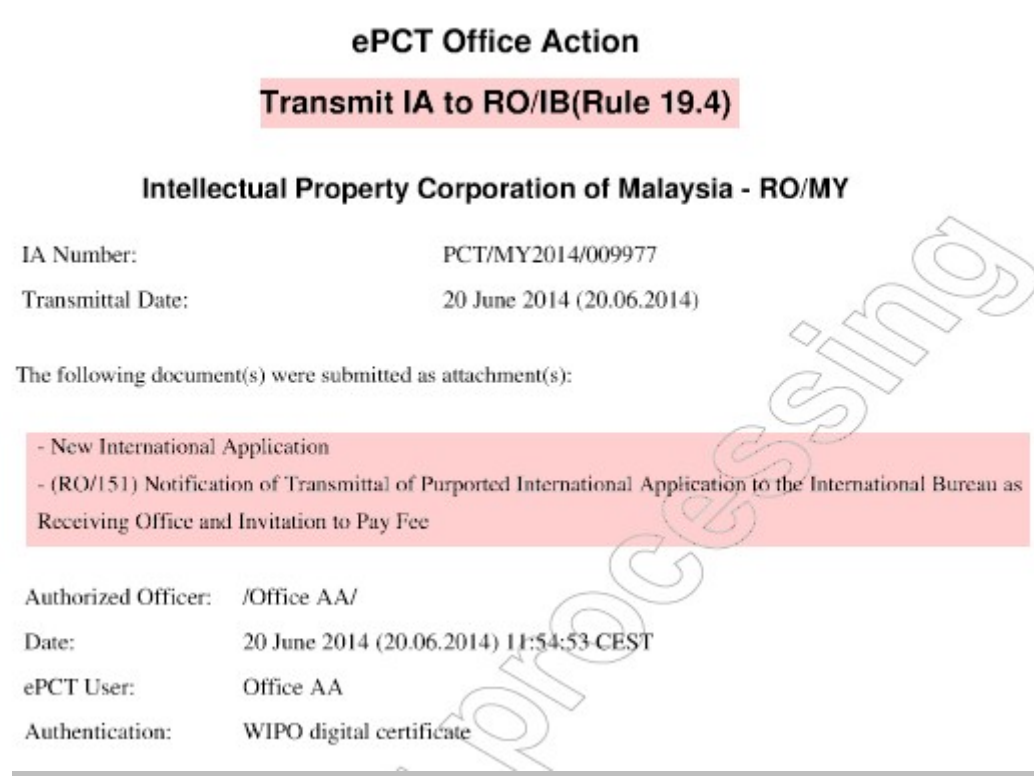 ePCT Office Action
Transmit IA to RO/IB(Rule 19.4)
Intellectual Property Corporation of Malaysia - RO/MY
IA Number: PCT/MY2014/009977
Transmittal Date: 20 June 2014 (20.06.2014)
The following document(s) were submitted as attachment(s):
- New International Application
- (RO/151) Notification of Transmittal of Purported International Application to the International Bureau as
Receiving Office and Invitation to Pay Fee
Authorized Officer: /Office AA/
Date: 20 June 2014 (20.06.2014) 11:54:53 CEST
ePCT User: Office AA
Authentication: WIPO digital certificate
processing